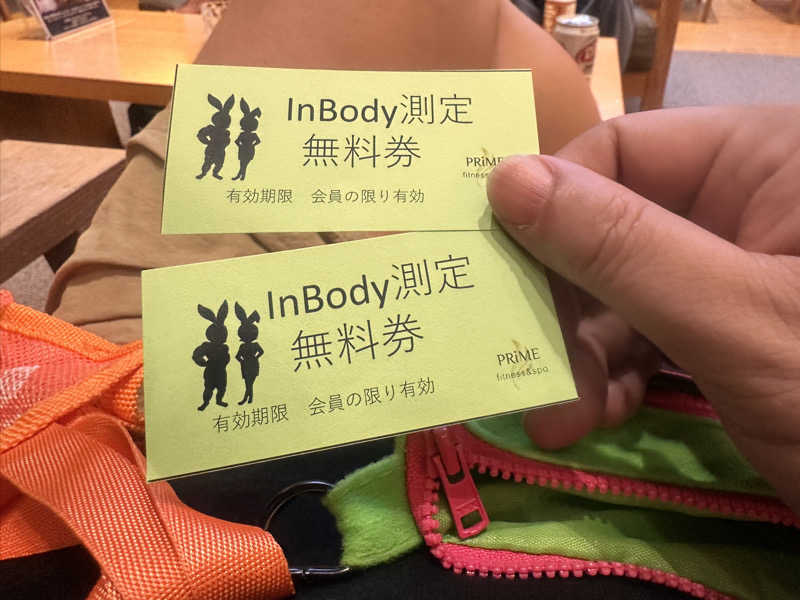 InBody測定
無料券
PRiME
有効期限 会員の限り有効
InBody測定
無料券
PRiME
fitness&spa
有効期限 会員の限り有効